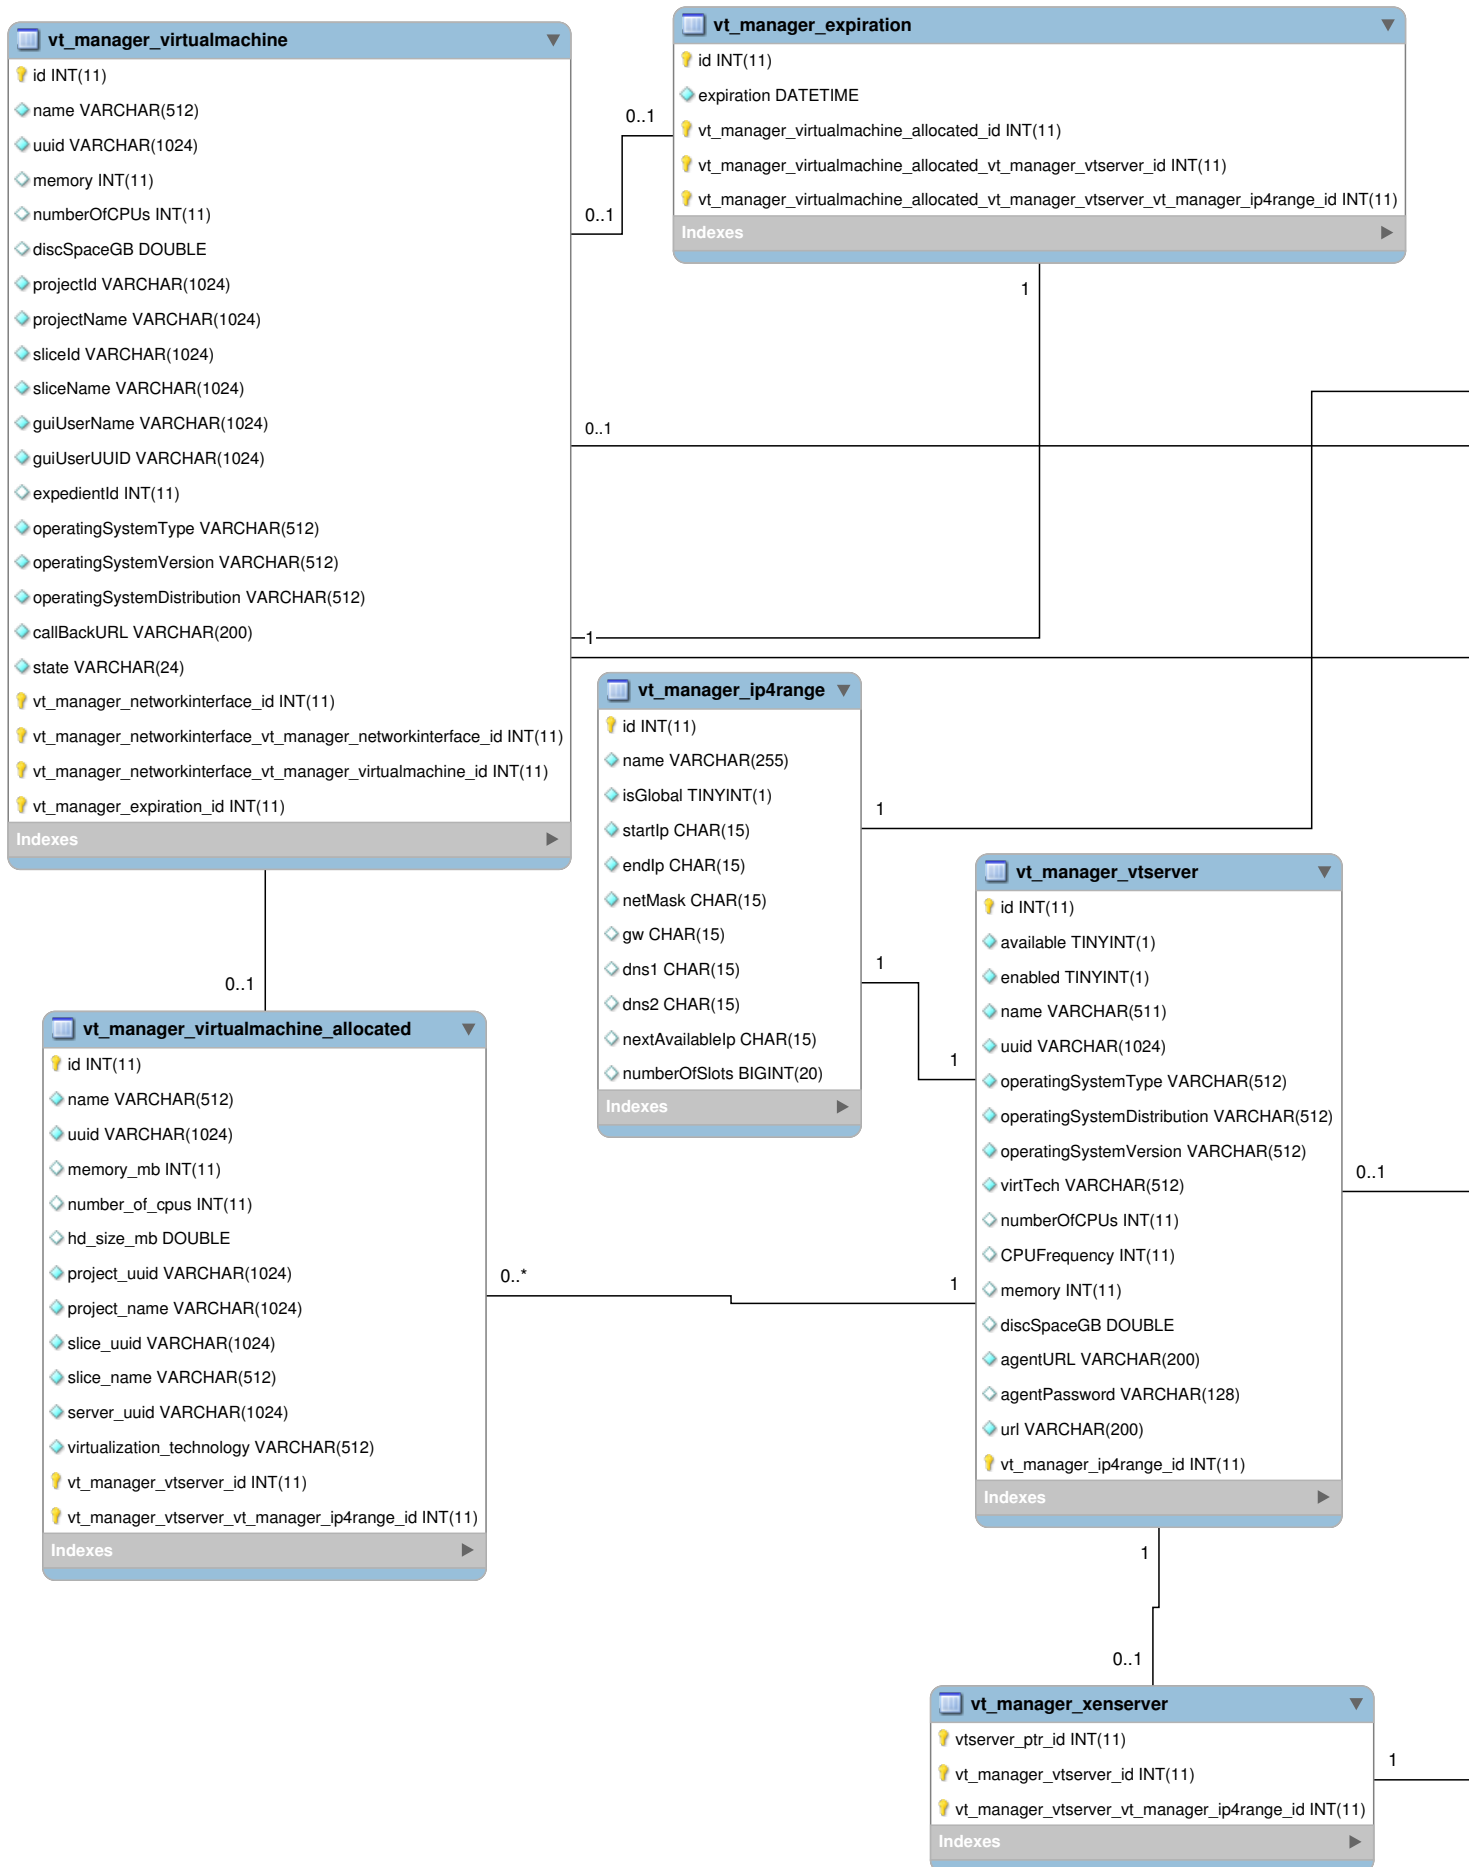 vt_manager_virtualmachine
id INT(11)
name VARCHAR(512)
uuid VARCHAR(1024)
memory INT(11)
numberOfCPUs INT(11)
discSpaceGB DOUBLE
projectId VARCHAR(1024)
projectName VARCHAR(1024)
sliceId VARCHAR(1024)
sliceName VARCHAR(1024)
guiUserName VARCHAR(1024)
guiUserUUID VARCHAR(1024)
expedientId INT(11)
operatingSystemType VARCHAR(512)
operatingSystemVersion VARCHAR(512)
operatingSystemDistribution VARCHAR(512)
callBackURL VARCHAR(200)
state VARCHAR(24)
vt_manager_networkinterface_id INT(11)
vt_manager_networkinterface_vt_manager_networkinterface_id INT(11)
vt_manager_networkinterface_vt_manager_virtualmachine_id INT(11)
vt_manager_expiration_id INT(11)
Indexes
vt_manager_expiration
id INT(11)
expiration DATETIME
vt_manager_virtualmachine_allocated_id INT(11)
vt_manager_virtualmachine_allocated_vt_manager_vtserver_id INT(11)
vt_manager_virtualmachine_allocated_vt_manager_vtserver_vt_manager_ip4range_id INT(11)
Indexes
0..1
0..1
1
0..1
1
vt_manager_ip4range
id INT(11)
name VARCHAR(255)
isGlobal TINYINT(1)
startIp CHAR(15)
endIp CHAR(15)
netMask CHAR(15)
gw CHAR(15)
dns1 CHAR(15)
dns2 CHAR(15)
nextAvailableIp CHAR(15)
numberOfSlots BIGINT(20)
Indexes
1
1
1
vt_manager_vtserver
id INT(11)
available TINYINT(1)
enabled TINYINT(1)
name VARCHAR(511)
uuid VARCHAR(1024)
operatingSystemType VARCHAR(512)
operatingSystemDistribution VARCHAR(512)
operatingSystemVersion VARCHAR(512)
virtTech VARCHAR(512)
numberOfCPUs INT(11)
CPUFrequency INT(11)
memory INT(11)
discSpaceGB DOUBLE
agentURL VARCHAR(200)
agentPassword VARCHAR(128)
url VARCHAR(200)
vt_manager_ip4range_id INT(11)
Indexes
0..1
0..1
vt_manager_virtualmachine_allocated
id INT(11)
name VARCHAR(512)
uuid VARCHAR(1024)
memory_mb INT(11)
number_of_cpus INT(11)
hd_size_mb DOUBLE
project_uuid VARCHAR(1024)
project_name VARCHAR(1024)
slice_uuid VARCHAR(1024)
slice_name VARCHAR(512)
server_uuid VARCHAR(1024)
virtualization_technology VARCHAR(512)
vt_manager_vtserver_id INT(11)
vt_manager_vtserver_vt_manager_ip4range_id INT(11)
Indexes
0..*
1
1
0..1
vt_manager_xenserver
vtserver_ptr_id INT(11)
vt_manager_vtserver_id INT(11)
vt_manager_vtserver_vt_manager_ip4range_id INT(11)
Indexes
1